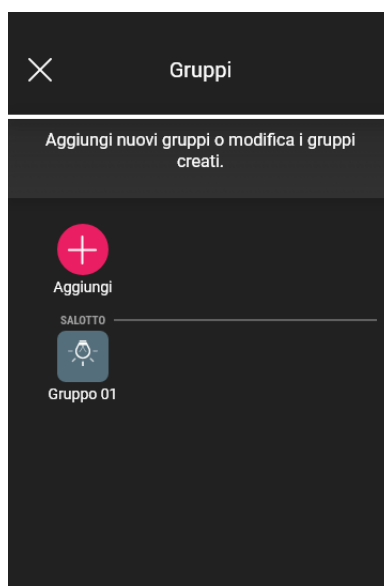 Gruppi
Aggiungi nuovi gruppi o modifica i gruppi
creati.
Aggiungi
SALOTTO
Gruppo 01